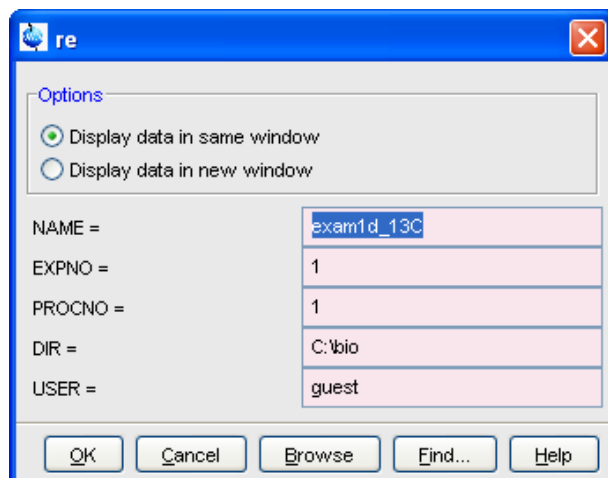 re
Options
Display data in same window
Display data in new window
NAME = exam1d_13C
EXPNO = 1
PROCNO = 1
DIR = C:\bio
USER = guest
OK Cancel Browse Find... Help